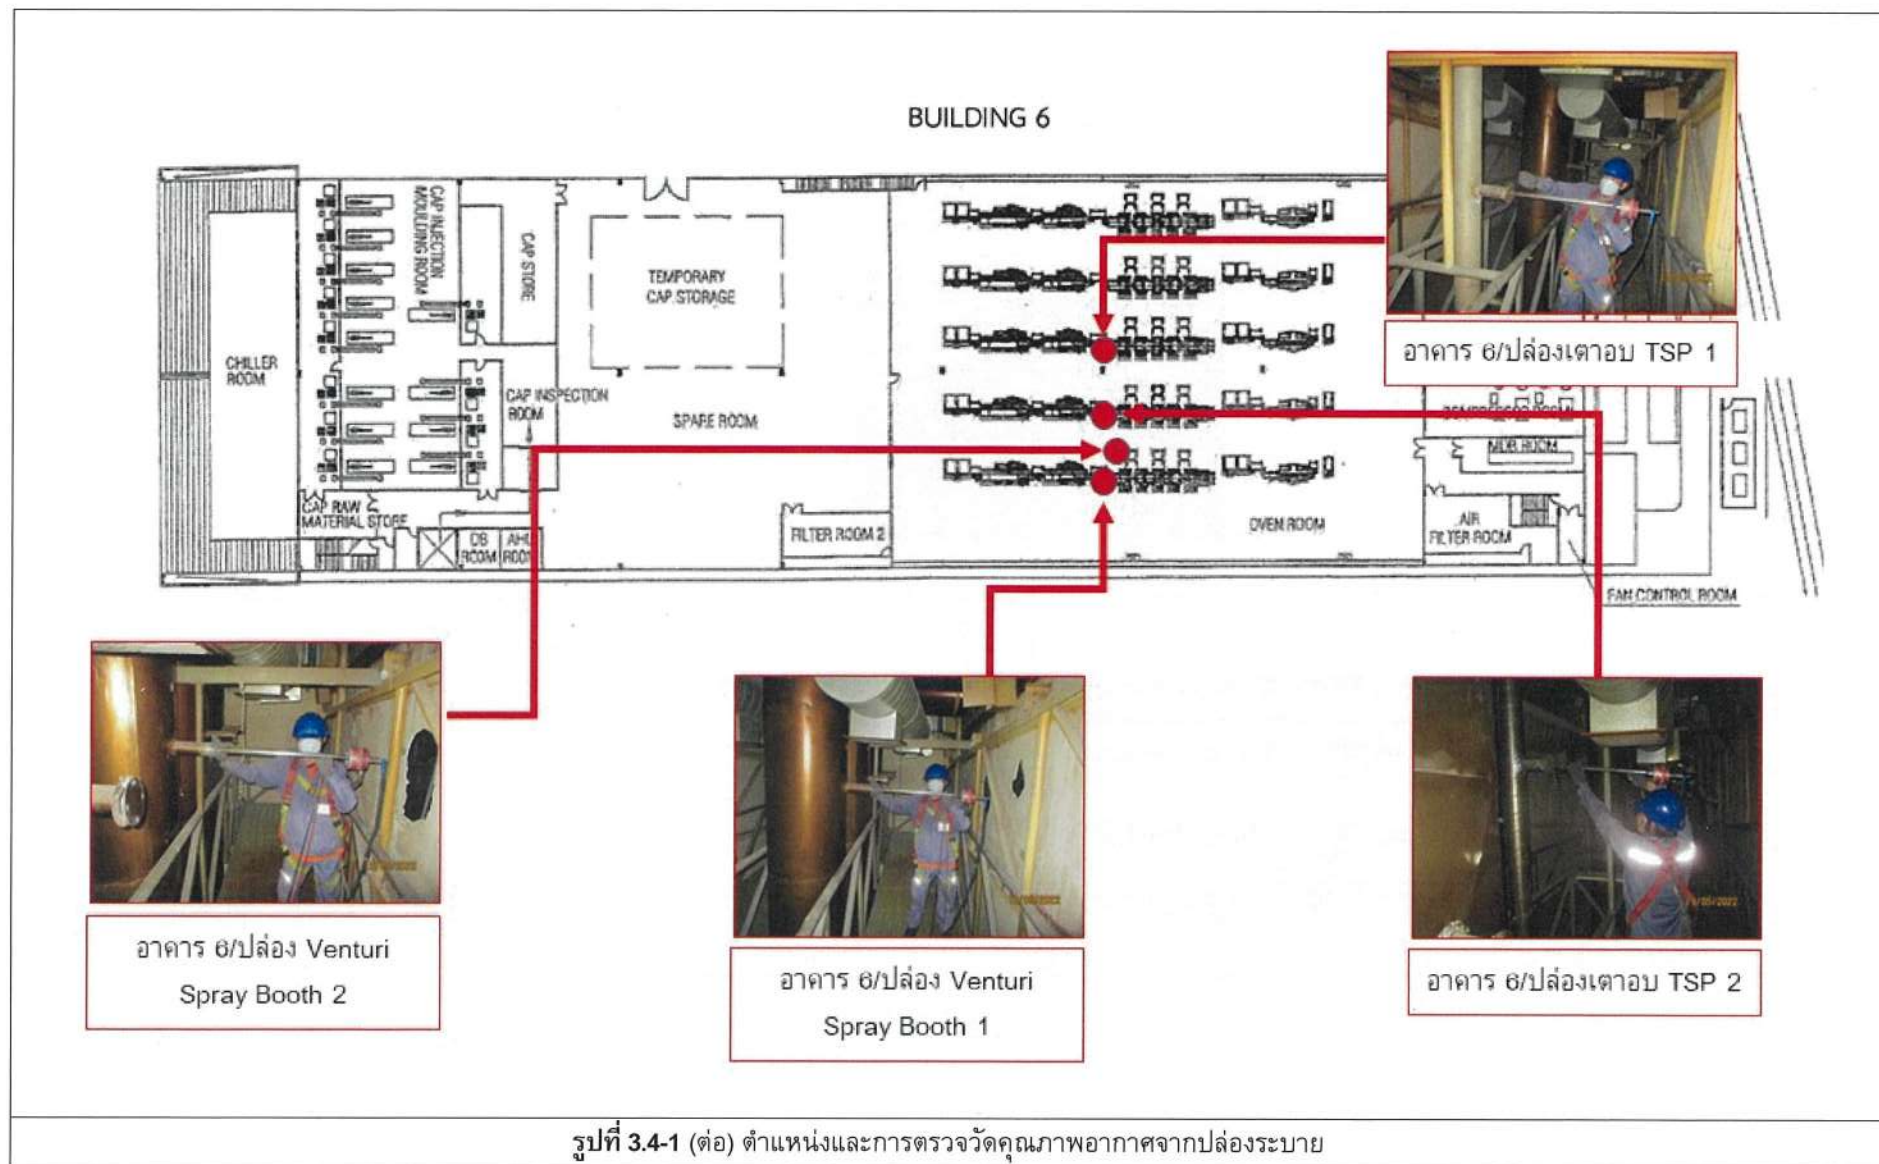 BUILDING 6
CAP INJECTION
MOULDING ROOM
CAP STORE
TEMPORARY
CAP STORAGE
CHILLER
ROOM
CAP INSPECTION
ROOM
SPARE ROOM
CAP RAW
MATERIAL STORE
DB
ROOM
AHU
ROOM
FILTER ROOM 2
OVEN ROOM
MDB ROOM
AIR
FILTER ROOM
FAN CONTROL ROOM
อาคาร 6/ปล่องเตาอบ TSP 1
อาคาร 6/ปล่อง Venturi
Spray Booth 2
อาคาร 6/ปล่อง Venturi
Spray Booth 1
อาคาร 6/ปล่องเตาอบ TSP 2
รูปที่ 3.4-1 (ต่อ) ตำแหน่งและการตรวจวัดคุณภาพอากาศจากปล่องระบาย